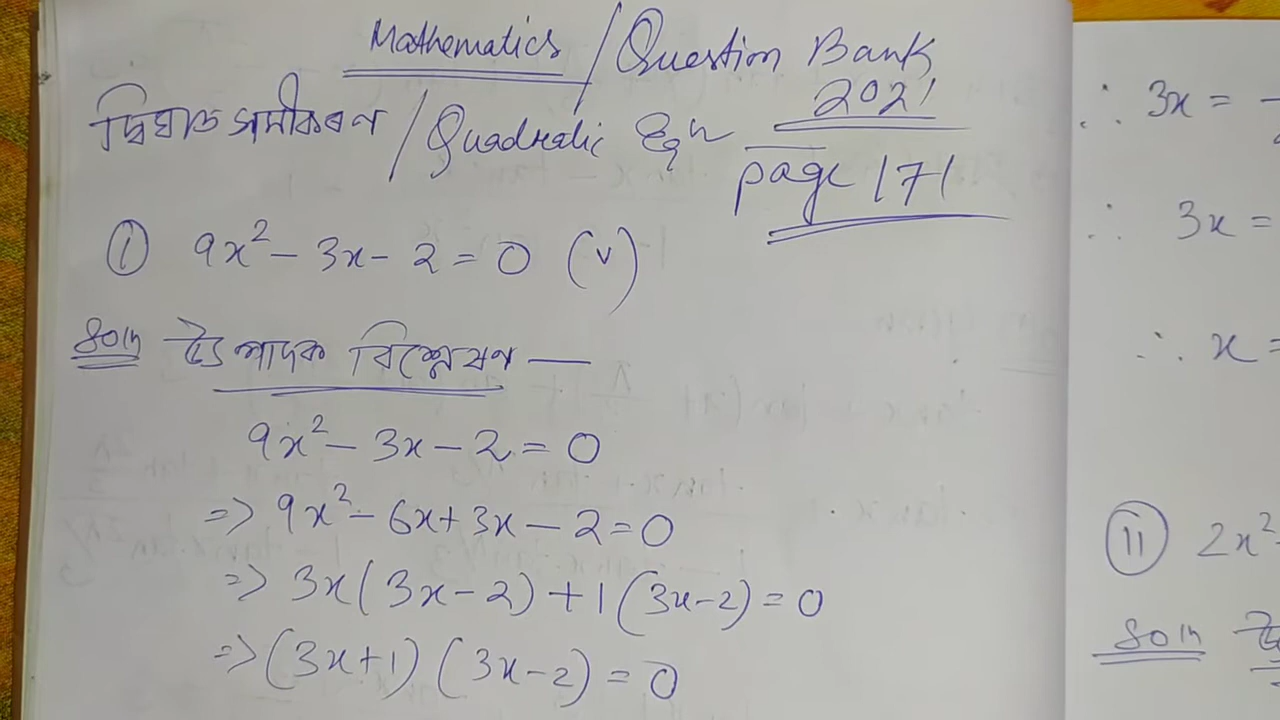 Mathematics / Question Bank
2021
দ্বিঘাত সমীকৰণ / Quadratic Eqn
page 171
① 9x² - 3x - 2 = 0 (v)
Soln উৎপাদক বিশ্লেষণ —
9x² - 3x - 2 = 0
=> 9x² - 6x + 3x - 2 = 0
=> 3x(3x - 2) + 1(3x - 2) = 0
=> (3x + 1) (3x - 2) = 0
∴ 3x = -
∴ 3x =
∴ x =
⑪ 2x² -
Soln